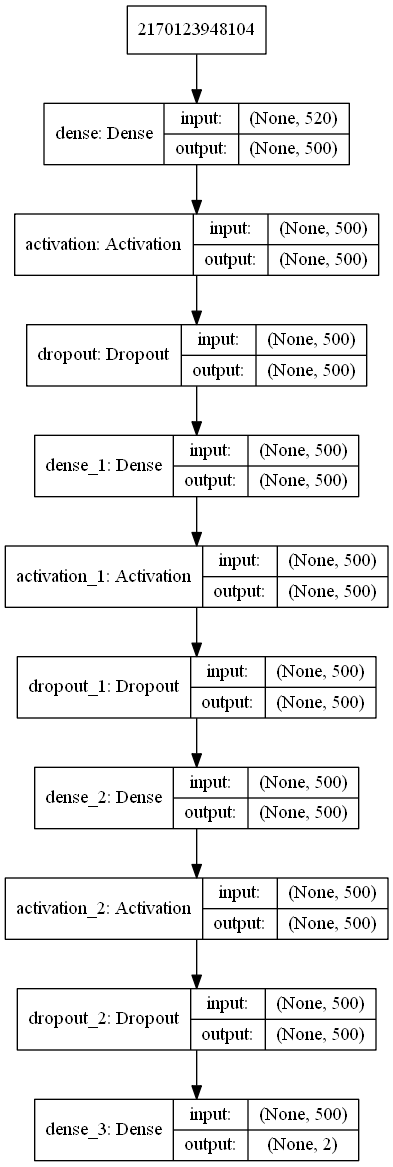 2170123948104
dense: Dense
input: (None, 520)
output: (None, 500)
activation: Activation
input: (None, 500)
output: (None, 500)
dropout: Dropout
input: (None, 500)
output: (None, 500)
dense_1: Dense
input: (None, 500)
output: (None, 500)
activation_1: Activation
input: (None, 500)
output: (None, 500)
dropout_1: Dropout
input: (None, 500)
output: (None, 500)
dense_2: Dense
input: (None, 500)
output: (None, 500)
activation_2: Activation
input: (None, 500)
output: (None, 500)
dropout_2: Dropout
input: (None, 500)
output: (None, 500)
dense_3: Dense
input: (None, 500)
output: (None, 2)